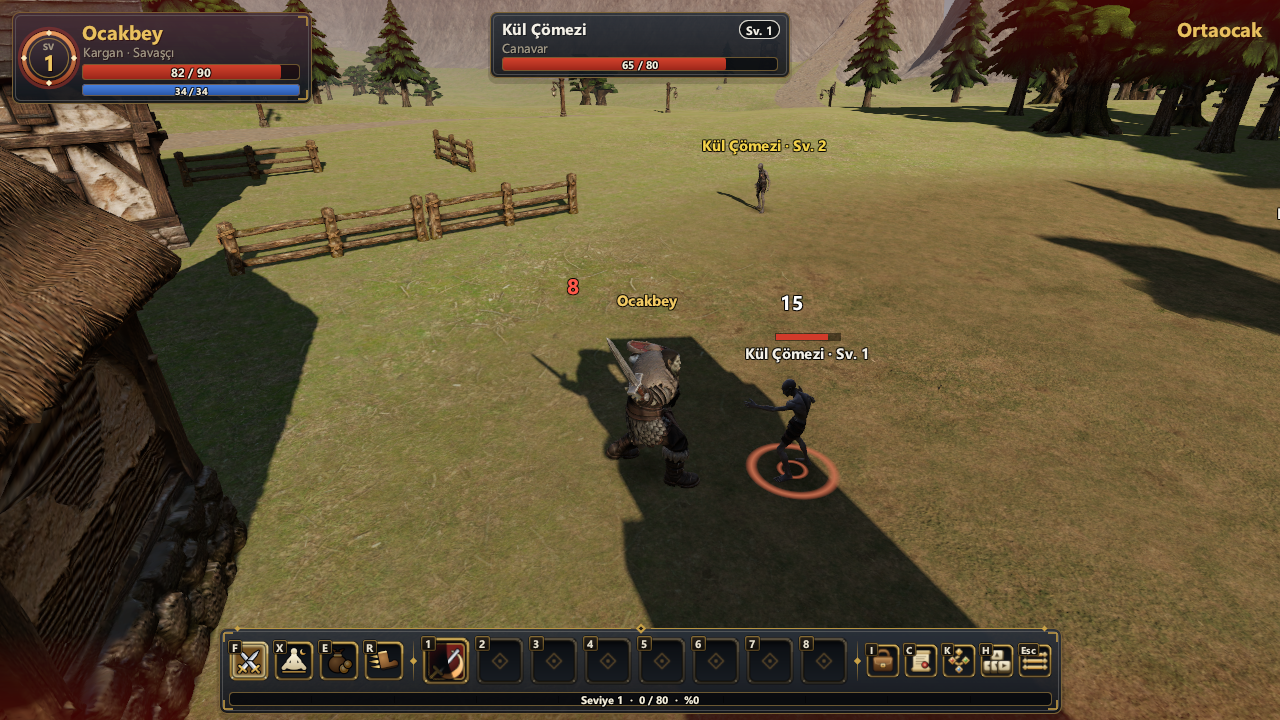 Ocakbey
SV
1
Kargan · Savaşçı
82 / 90
34 / 34
Kül Çömezi
Sv. 1
Canavar
65 / 80
Ortaocak
Kül Çömezi · Sv. 2
8
Ocakbey
15
Kül Çömezi · Sv. 1
F
X
E
R
1
2
3
4
5
6
7
8
I
C
K
H
Esc
Seviye 1 · 0 / 80 · %0